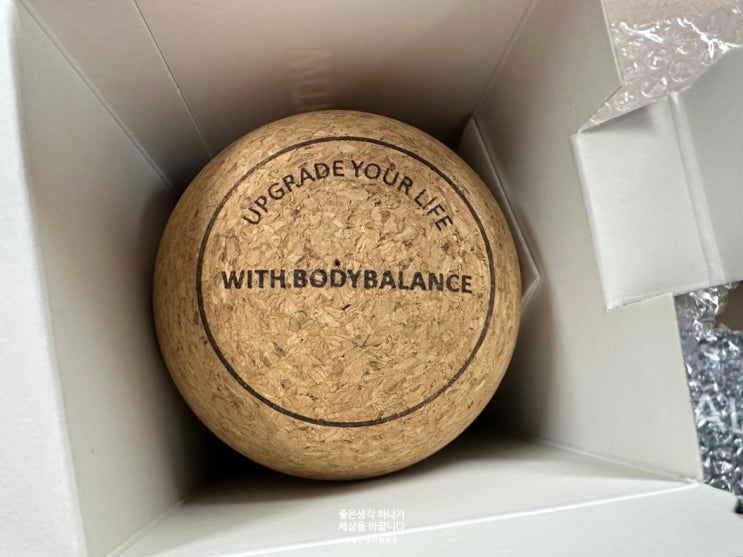 UPGRADE YOUR LIFE
WITH.BODYBALANCE
좋은생각 하나가
세상을 바꿉니다